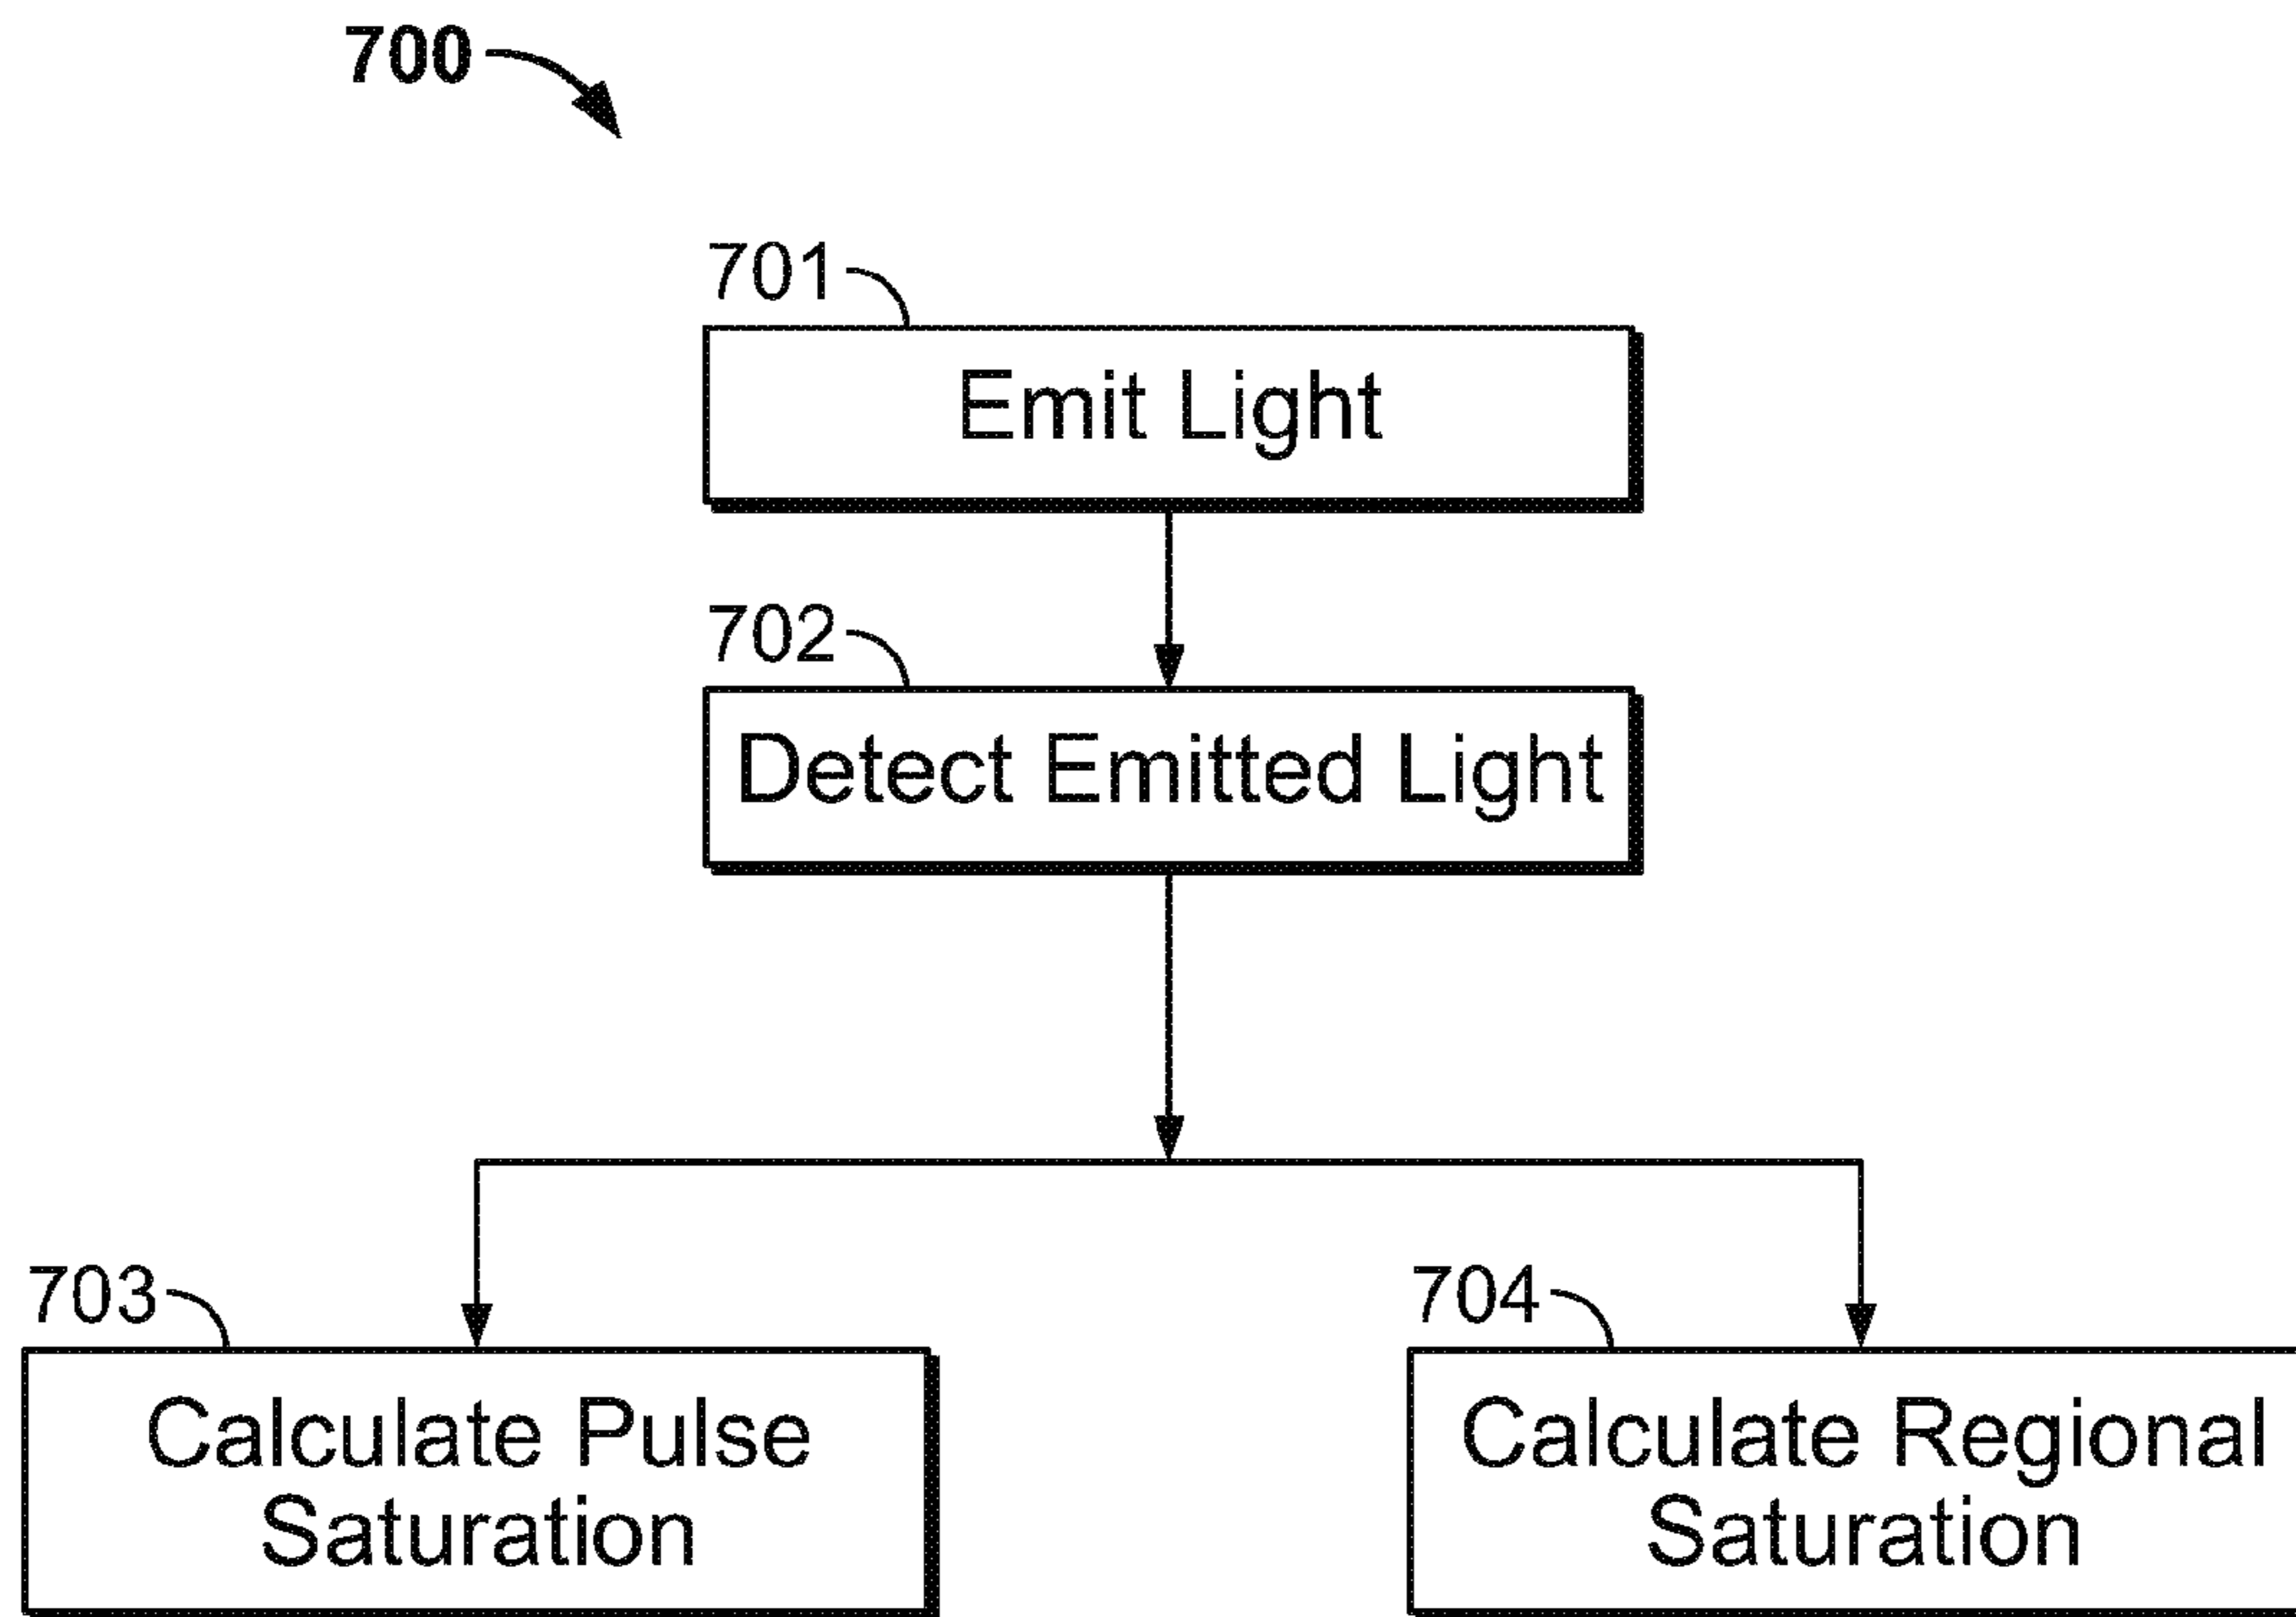 700
701
Emit Light
702
Detect Emitted Light
703
704
Calculate Pulse
Saturation
Calculate Regional
Saturation